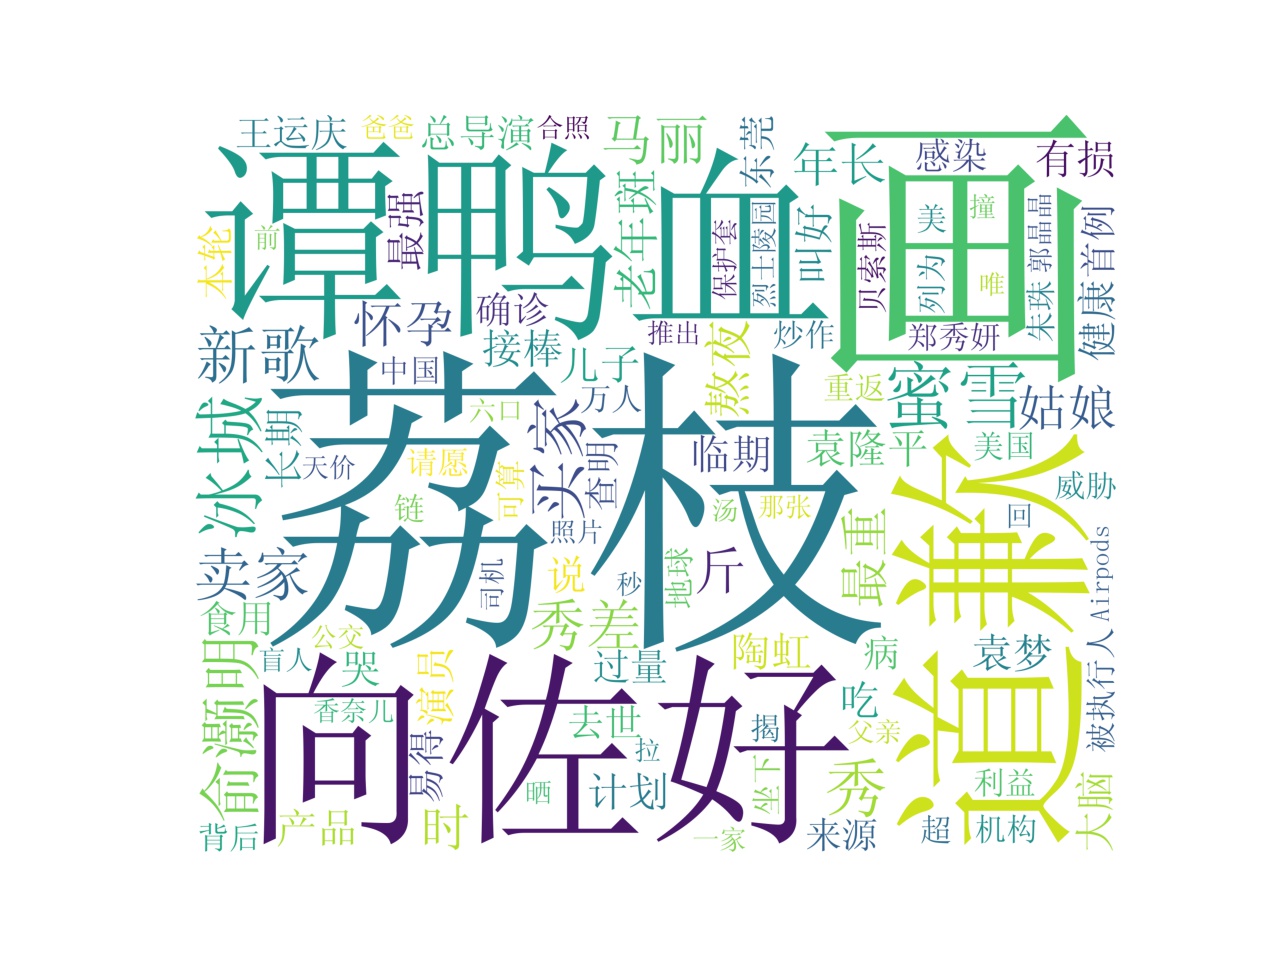 王运庆
爸爸
总导演
合照
马丽
东莞
年长
感染
有损
谭鸭血
画
本轮
前
最强
老年斑
保护套
烈士陵园
叫好
贝索斯
美
列为
撞
唯
朱珠
郭晶晶
健康首例
新歌
怀孕
确诊
接棒
儿子
推出
炒作
熬夜
郑秀妍
中国
六口
万人
重返
蜜雪
姑娘
冰城
长期
天价
请愿
可算
买家
查明
临期
袁隆平
美国
荔枝
链
照片
汤
那张
道歉
威胁
回
Airpods
卖家
司机
说
秒
地球
斤
最重
食用
公交
秀差
盲人
哭
演员
过量
陶虹
病
袁梦
被执行人
俞灏明
香奈儿
向佐好
去世
吃
揭
父亲
易得
拉
晒
计划
坐下
秀
利益
大脑
背后
产品
时
一家
来源
超
机构